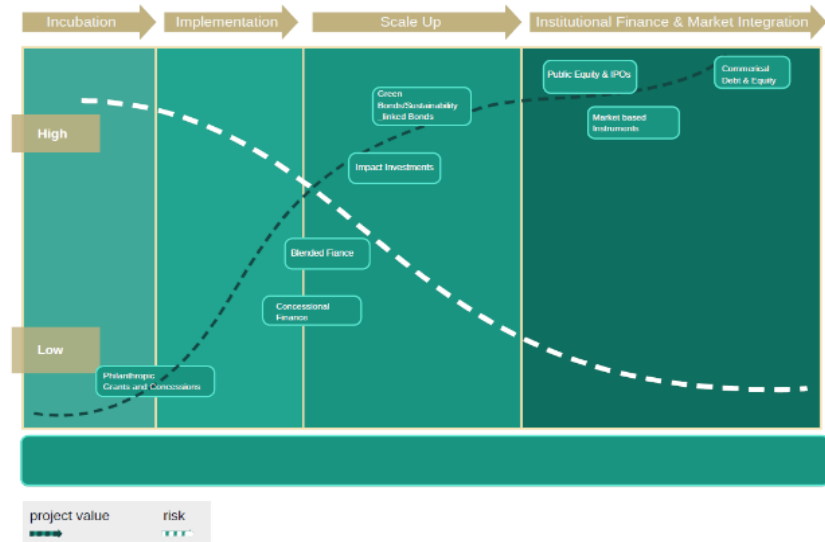 Incubation
Implementation
Scale Up
Institutional Finance & Market Integration
Public Equity & IPOs
Commerical
Debt & Equity
Green
Bonds/Sustainability
_linked Bonds
Market based
Instruments
High
Impact Investments
Blended Fiance
Concessional
Finance
Low
Philanthropic
Grants and Concessions
project value
risk